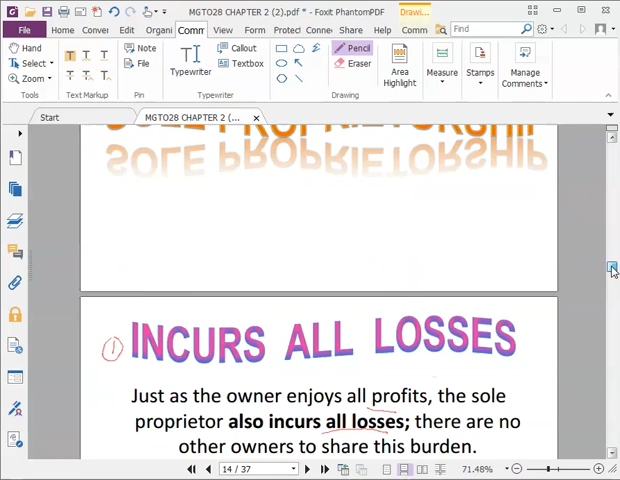 MGTO28 CHAPTER 2 (2).pdf * - Foxit PhantomPDF
Drawi...
File Home Conver Edit Organi Comm View Form Protect Conne Comm Find
Hand Select Zoom Note File Typewriter Callout Textbox Pencil Eraser Area Highlight Measure Stamps Manage Comments
Tools Text Markup Pin Typewriter Drawing
Start MGTO28 CHAPTER 2 (...
SOLE PROPRIETORSHIP
1 INCURS ALL LOSSES
Just as the owner enjoys all profits, the sole
proprietor also incurs all losses; there are no
other owners to share this burden.
14 / 37 71.48%